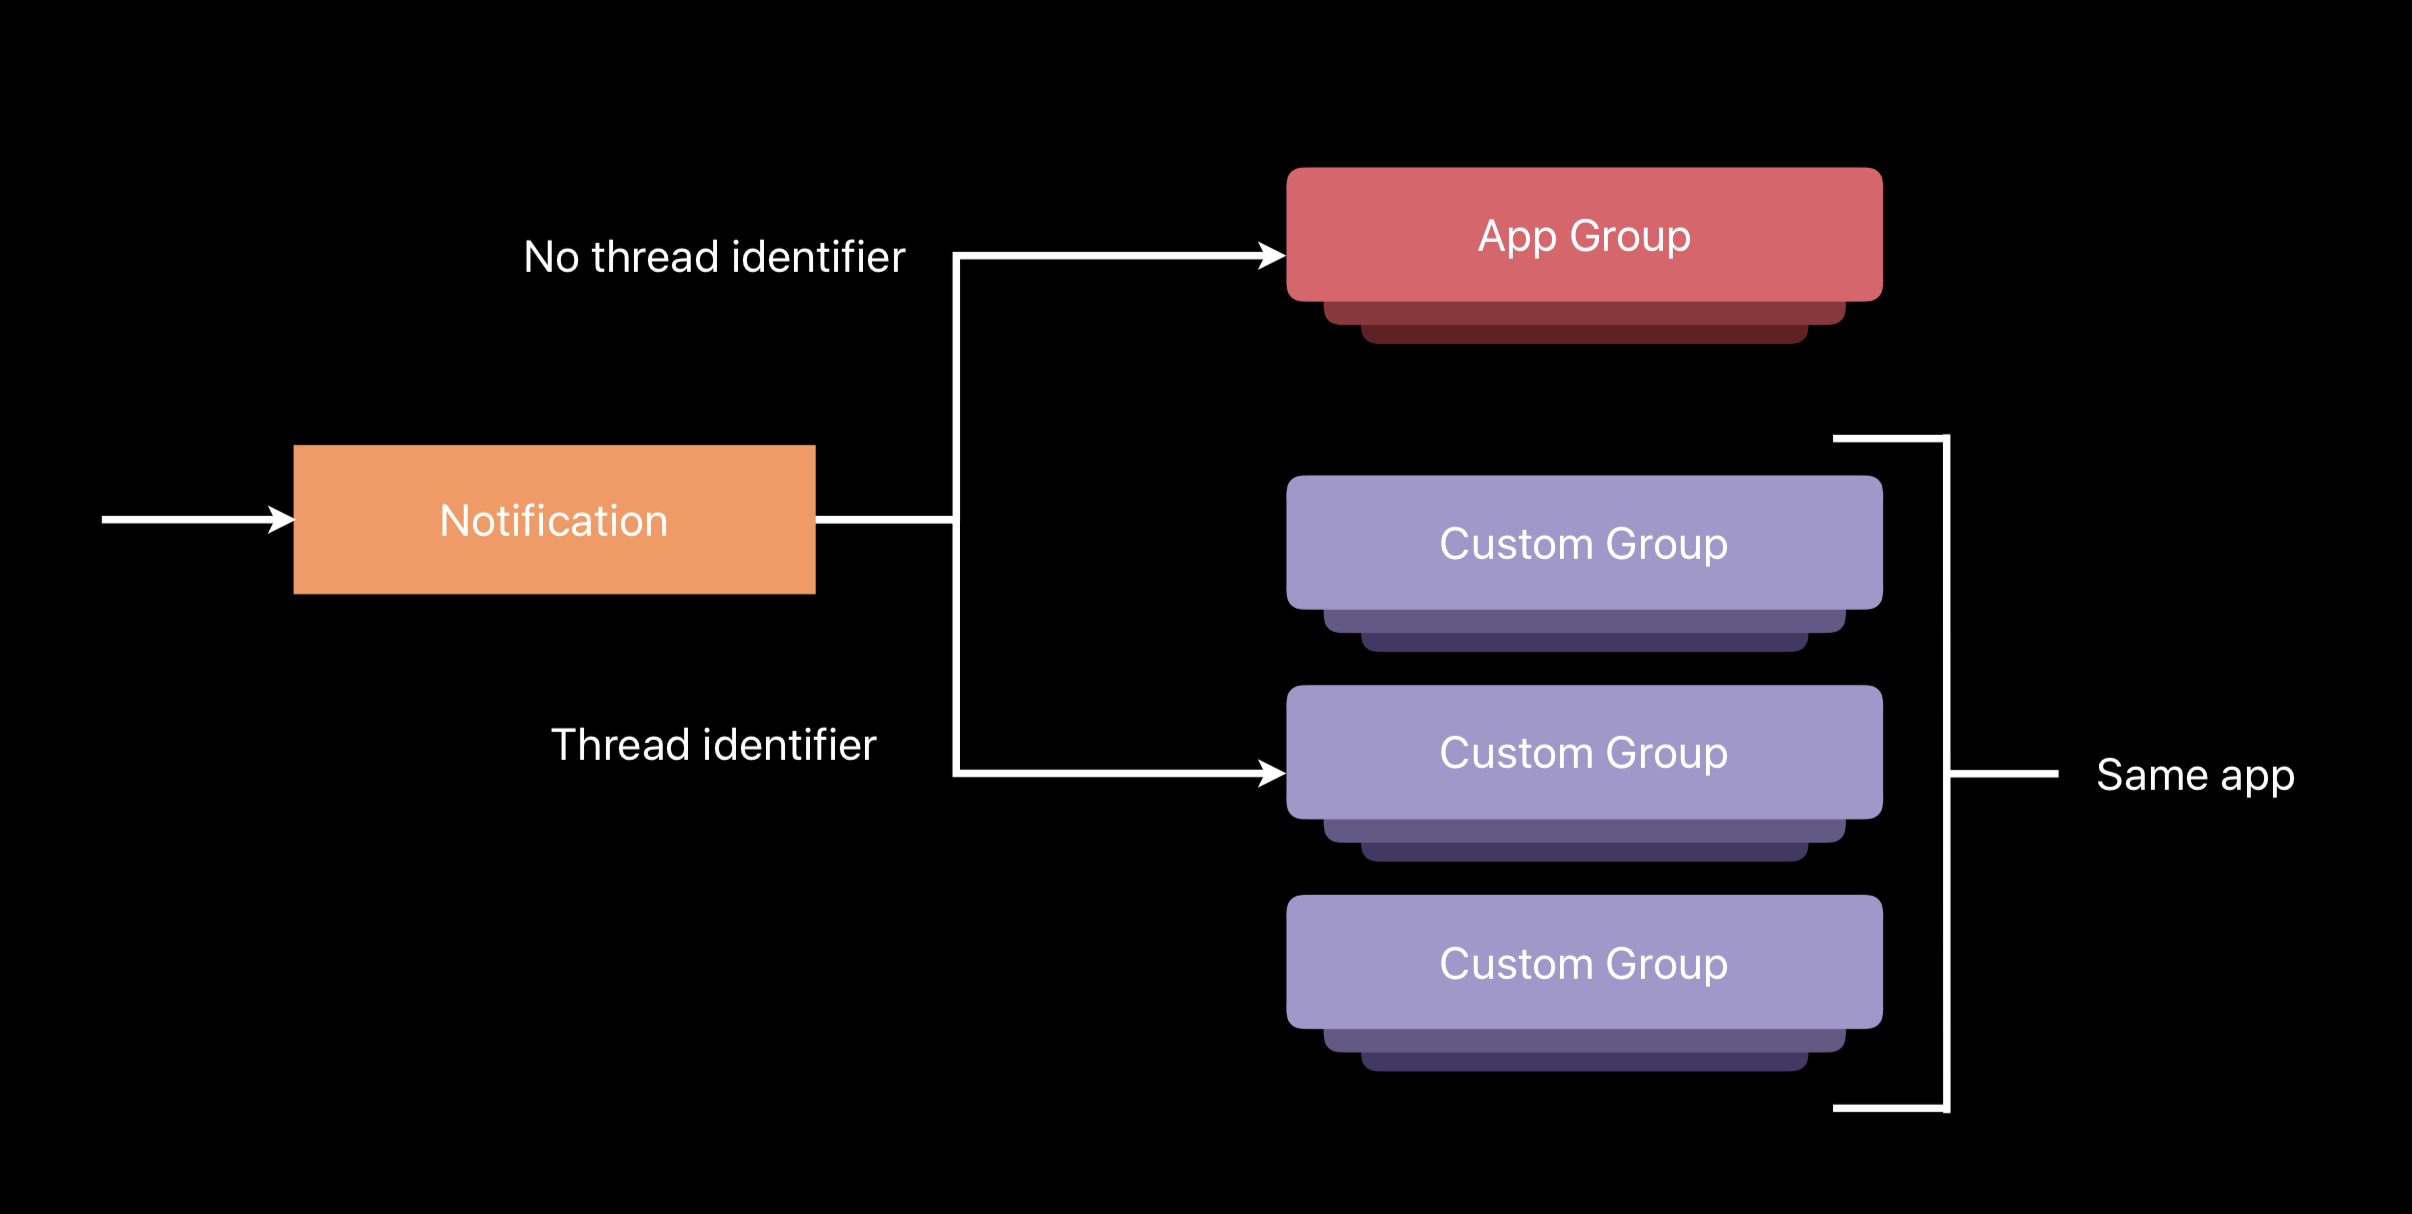 No thread identifier
App Group
Notification
Custom Group
Thread identifier
Custom Group
Same app
Custom Group